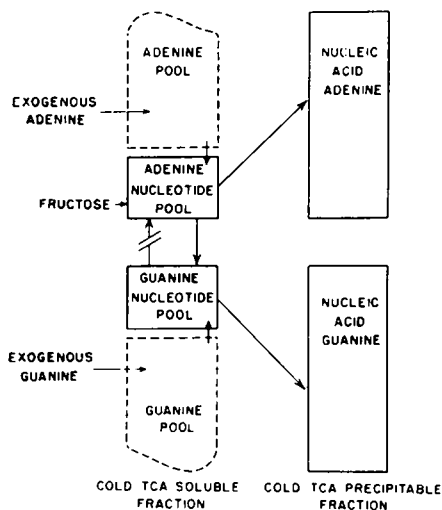 ADENINE
POOL
EXOGENOUS
ADENINE
ADENINE
NUCLEOTIDE
POOL
FRUCTOSE
GUANINE
NUCLEOTIDE
POOL
EXOGENOUS
GUANINE
GUANINE
POOL
COLD TCA SOLUBLE
FRACTION
NUCLEIC
ACID
ADENINE
NUCLEIC
ACID
GUANINE
COLD TCA PRECIPITABLE
FRACTION